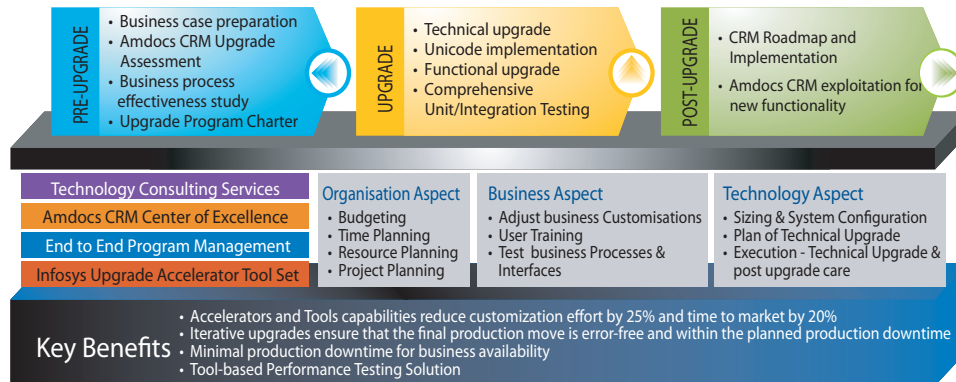 PRE-UPGRADE
• Business case preparation
• Amdocs CRM Upgrade
Assessment
• Business process
effectiveness study
• Upgrade Program Charter
UPGRADE
• Technical upgrade
• Unicode implementation
• Functional upgrade
• Comprehensive
Unit/Integration Testing
POST-UPGRADE
• CRM Roadmap and
Implementation
• Amdocs CRM exploitation for
new functionality
Technology Consulting Services
Amdocs CRM Center of Excellence
End to End Program Management
Infosys Upgrade Accelerator Tool Set
Organisation Aspect
• Budgeting
• Time Planning
• Resource Planning
• Project Planning
Business Aspect
• Adjust business Customisations
• User Training
• Test business Processes &
Interfaces
Technology Aspect
• Sizing & System Configuration
• Plan of Technical Upgrade
• Execution - Technical Upgrade &
post upgrade care
Key Benefits
• Accelerators and Tools capabilities reduce customization effort by 25% and time to market by 20%
• Iterative upgrades ensure that the final production move is error-free and within the planned production downtime
• Minimal production downtime for business availability
• Tool-based Performance Testing Solution